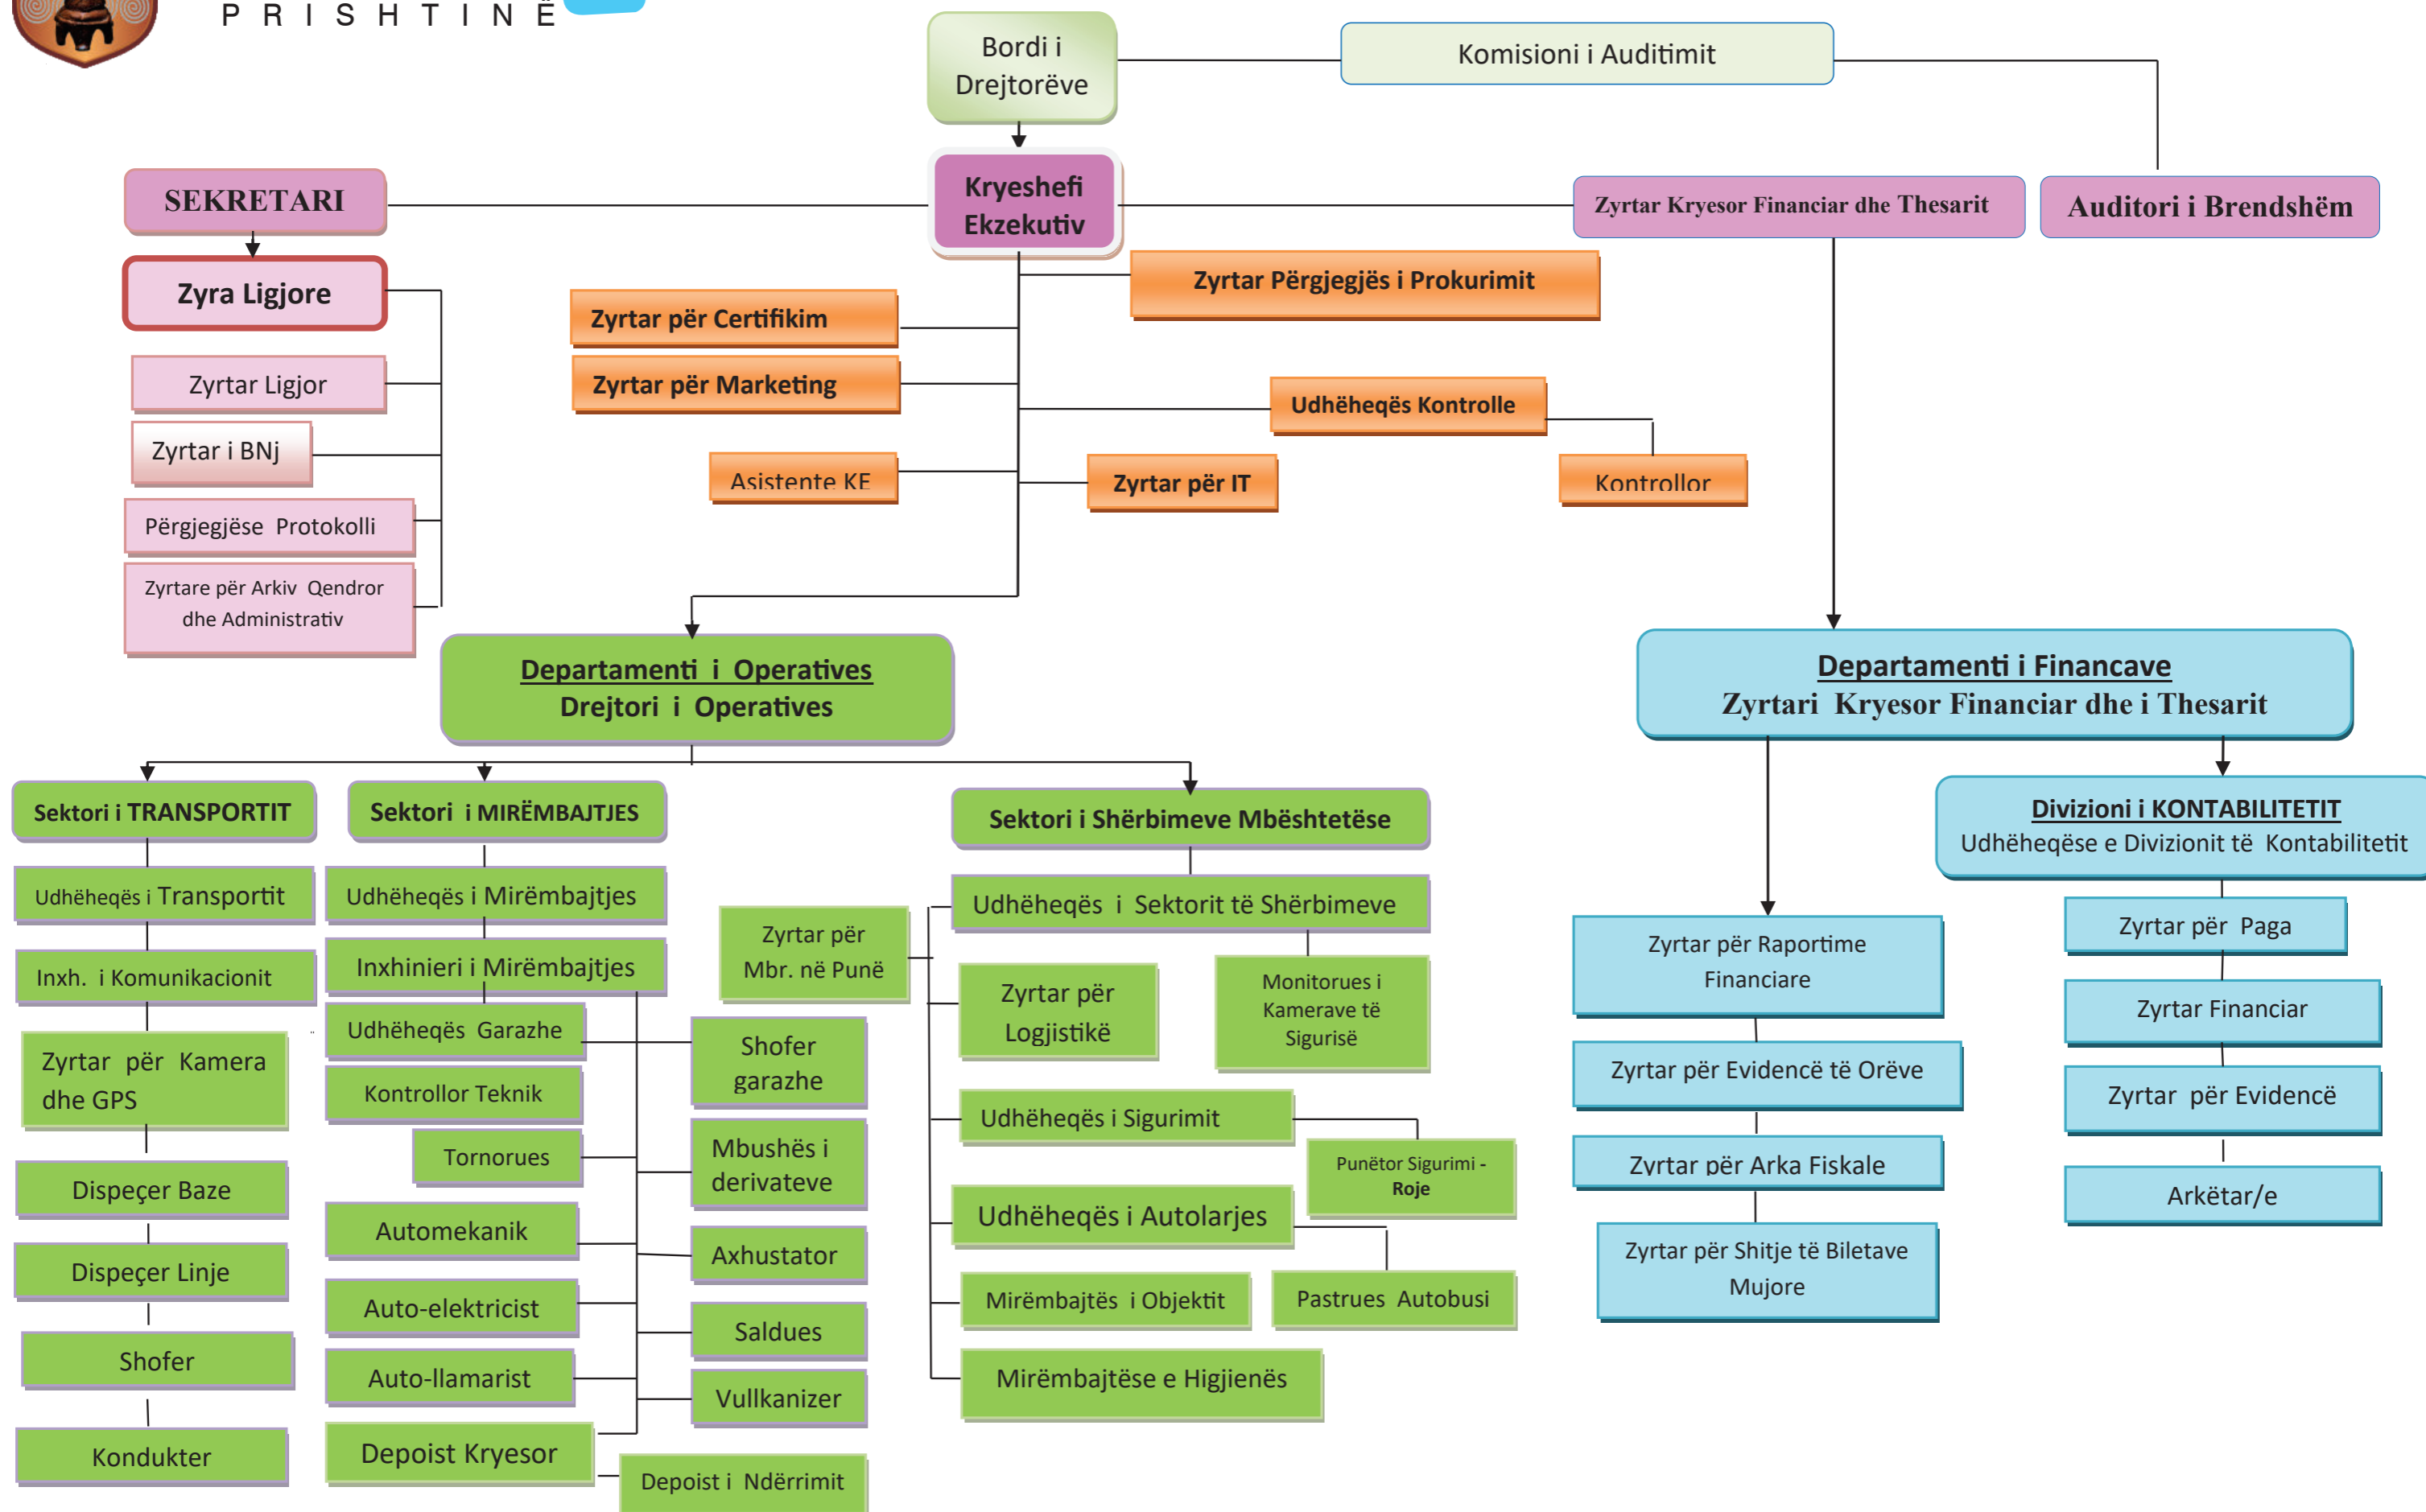 PRISHTINË
Bordi i
Drejtorëve
Komisioni i Auditimit
SEKRETARI
Kryeshefi
Ekzekutiv
Zyrtar Kryesor Financiar dhe Thesarit
Auditori i Brendshëm
Zyra Ligjore
Zyrtar Ligjor
Zyrtar i BNj
Përgjegjëse Protokolli
Zyrtare për Arkiv Qendror
dhe Administrativ
Zyrtar Përgjegjës i Prokurimit
Zyrtar për Certifikim
Zyrtar për Marketing
Udhëheqës Kontrolle
Asistente KE
Zyrtar për IT
Kontrollor
Departamenti i Operatives
Drejtori i Operatives
Departamenti i Financave
Zyrtari Kryesor Financiar dhe i Thesarit
Sektori i TRANSPORTIT
Udhëheqës i Transportit
Inxh. i Komunikacionit
Zyrtar për Kamera
dhe GPS
Dispeçer Baze
Dispeçer Linje
Shofer
Kondukter
Sektori i MIRËMBAJTJES
Udhëheqës i Mirëmbajtjes
Inxhinieri i Mirëmbajtjes
Udhëheqës Garazhe
Kontrollor Teknik
Tornorues
Automekanik
Auto-elektricist
Auto-llamarist
Depoist Kryesor
Shofer
garazhe
Mbushës i
derivateve
Axhustator
Saldues
Vullkanizer
Depoist i Ndërrimit
Sektori i Shërbimeve Mbështetëse
Udhëheqës i Sektorit të Shërbimeve
Zyrtar për
Mbr. në Punë
Zyrtar për
Logjistikë
Monitorues i
Kamerave të
Sigurisë
Udhëheqës i Sigurimit
Punëtor Sigurimi -
Roje
Udhëheqës i Autolarjes
Mirëmbajtës i Objektit
Pastrues Autobusi
Mirëmbajtëse e Higjienës
Zyrtar për Raportime
Financiare
Zyrtar për Evidencë të Orëve
Zyrtar për Arka Fiskale
Zyrtar për Shitje të Biletave
Mujore
Divizioni i KONTABILITETIT
Udhëheqëse e Divizionit të Kontabilitetit
Zyrtar për Paga
Zyrtar Financiar
Zyrtar për Evidencë
Arkëtar/e